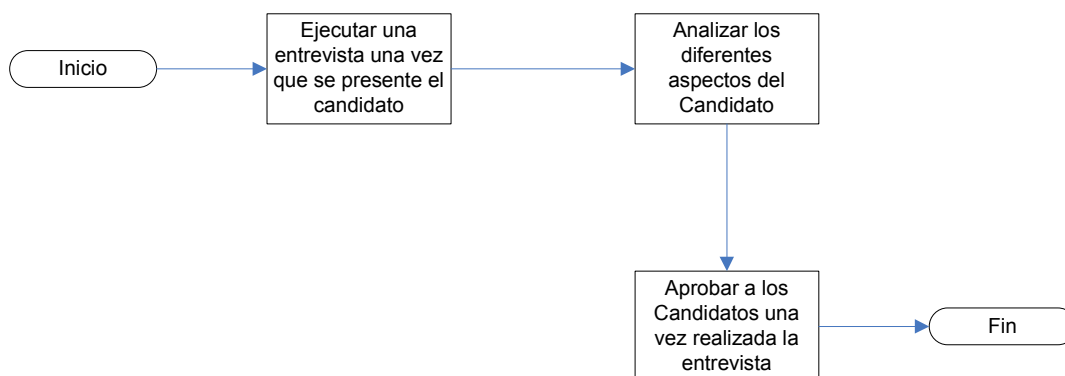 Inicio
Ejecutar una
entrevista una vez
que se presente el
candidato
Analizar los
diferentes
aspectos del
Candidato
Aprobar a los
Candidatos una
vez realizada la
entrevista
Fin